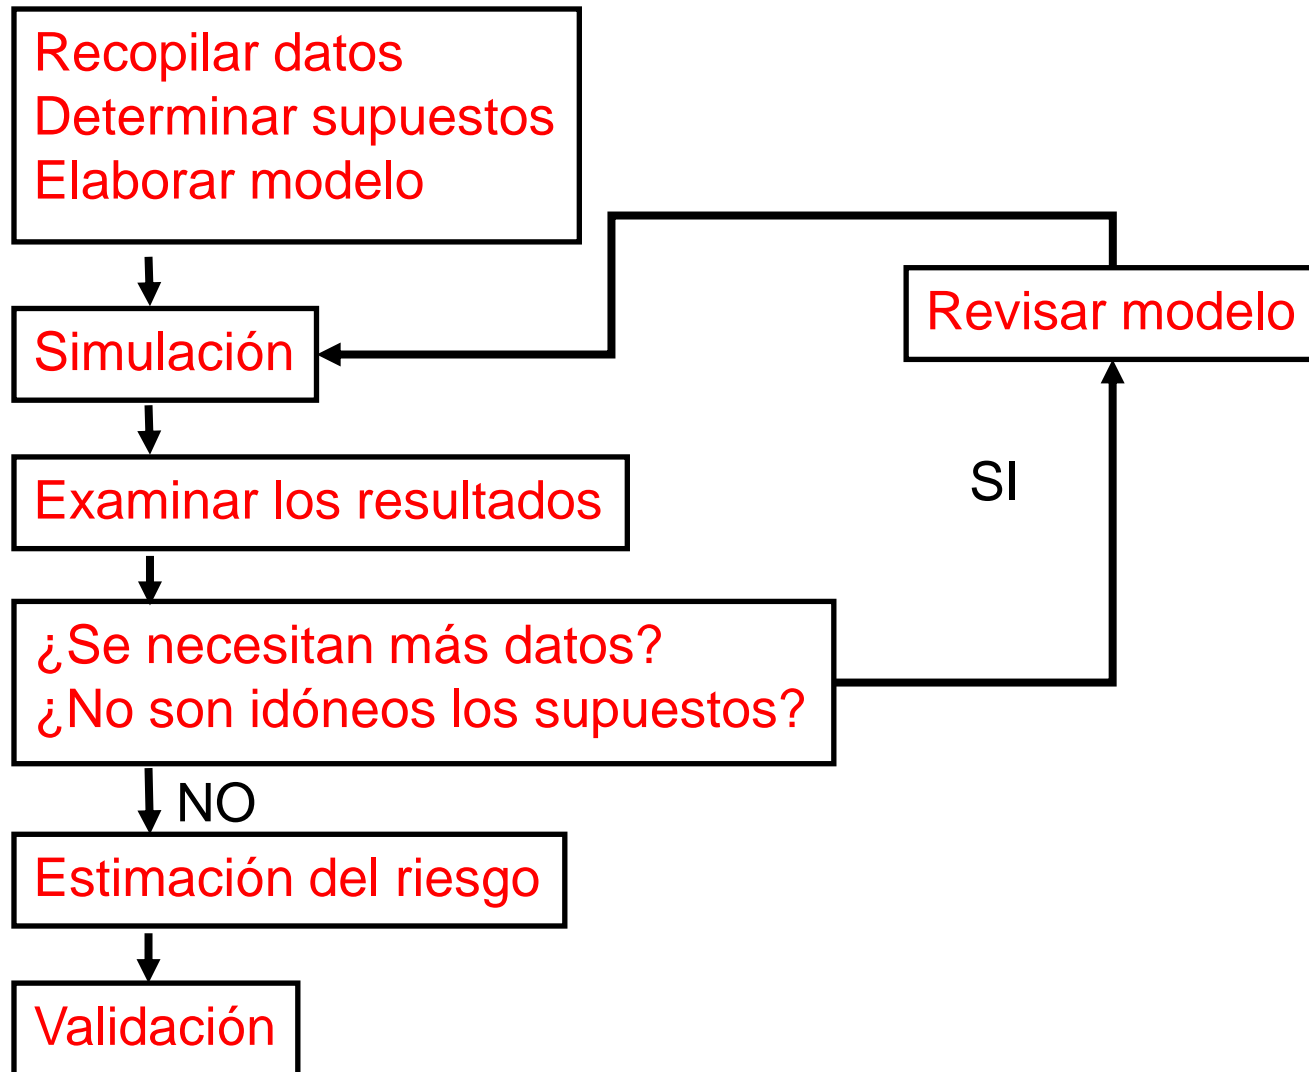 Recopilar datos
Determinar supuestos
Elaborar modelo
Revisar modelo
Simulación
SI
Examinar los resultados
¿Se necesitan más datos?
¿No son idóneos los supuestos?
NO
Estimación del riesgo
Validación